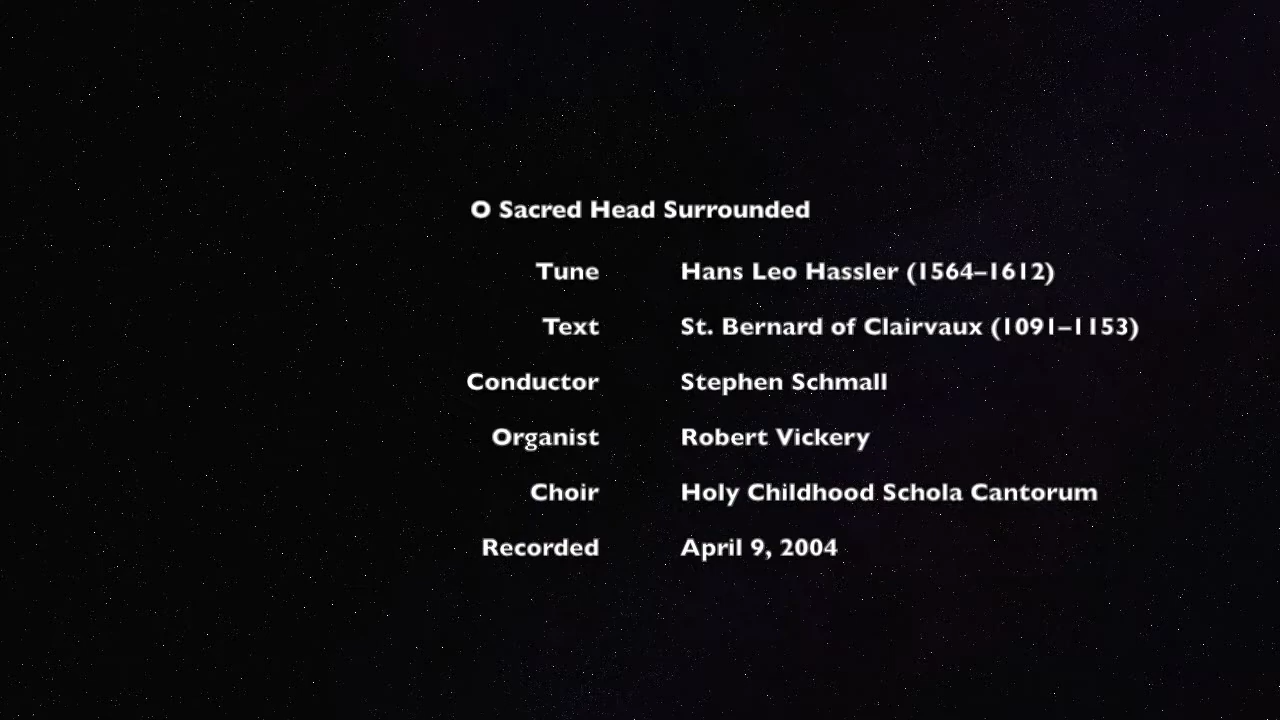 O Sacred Head Surrounded
Tune Hans Leo Hassler (1564–1612)
Text St. Bernard of Clairvaux (1091–1153)
Conductor Stephen Schmall
Organist Robert Vickery
Choir Holy Childhood Schola Cantorum
Recorded April 9, 2004